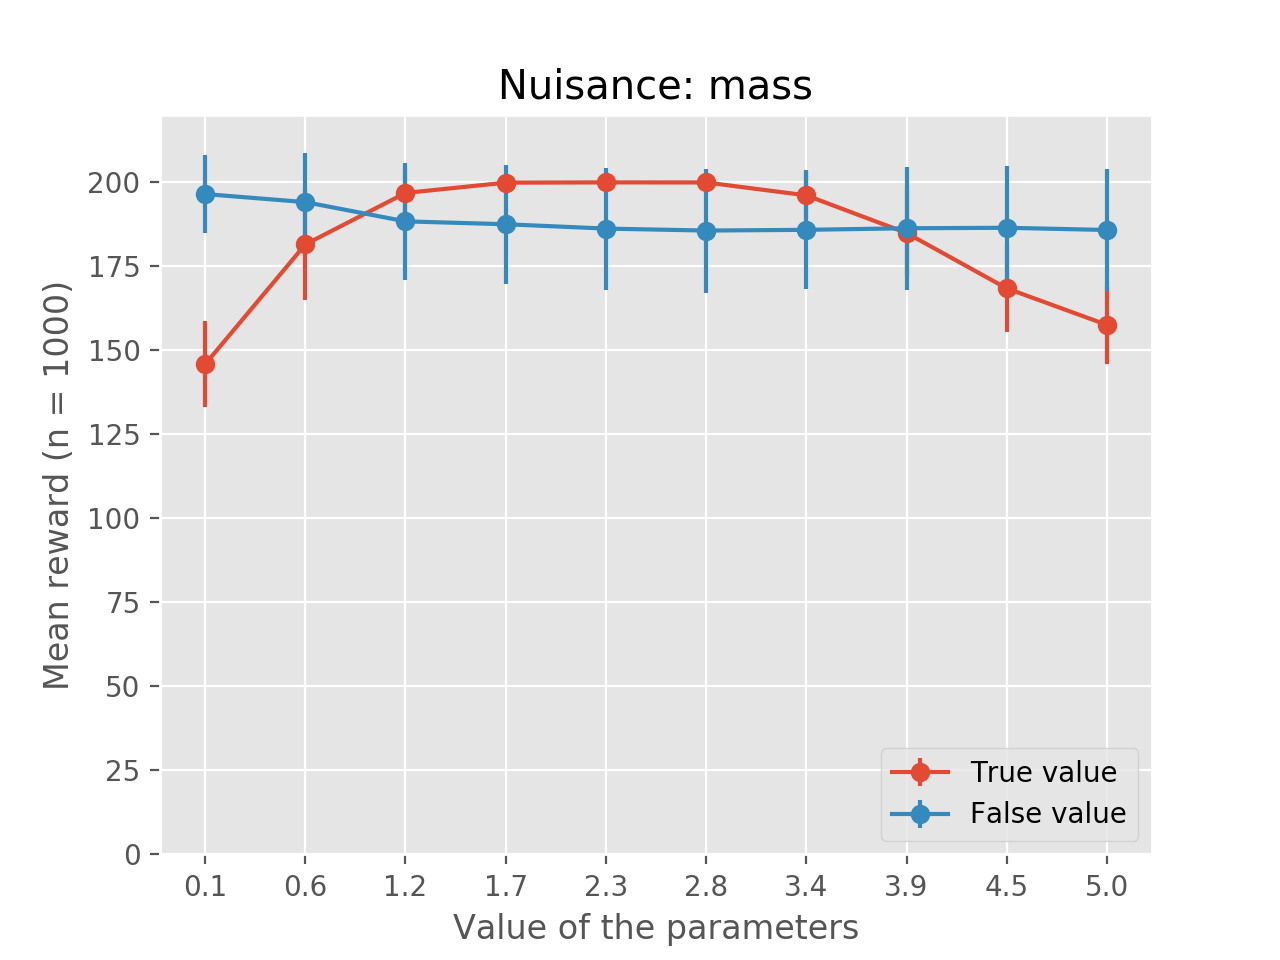 Nuisance: mass
Mean reward (n = 1000)
200
175
150
125
100
75
50
25
0
True value
False value
0.1 0.6 1.2 1.7 2.3 2.8 3.4 3.9 4.5 5.0
Value of the parameters